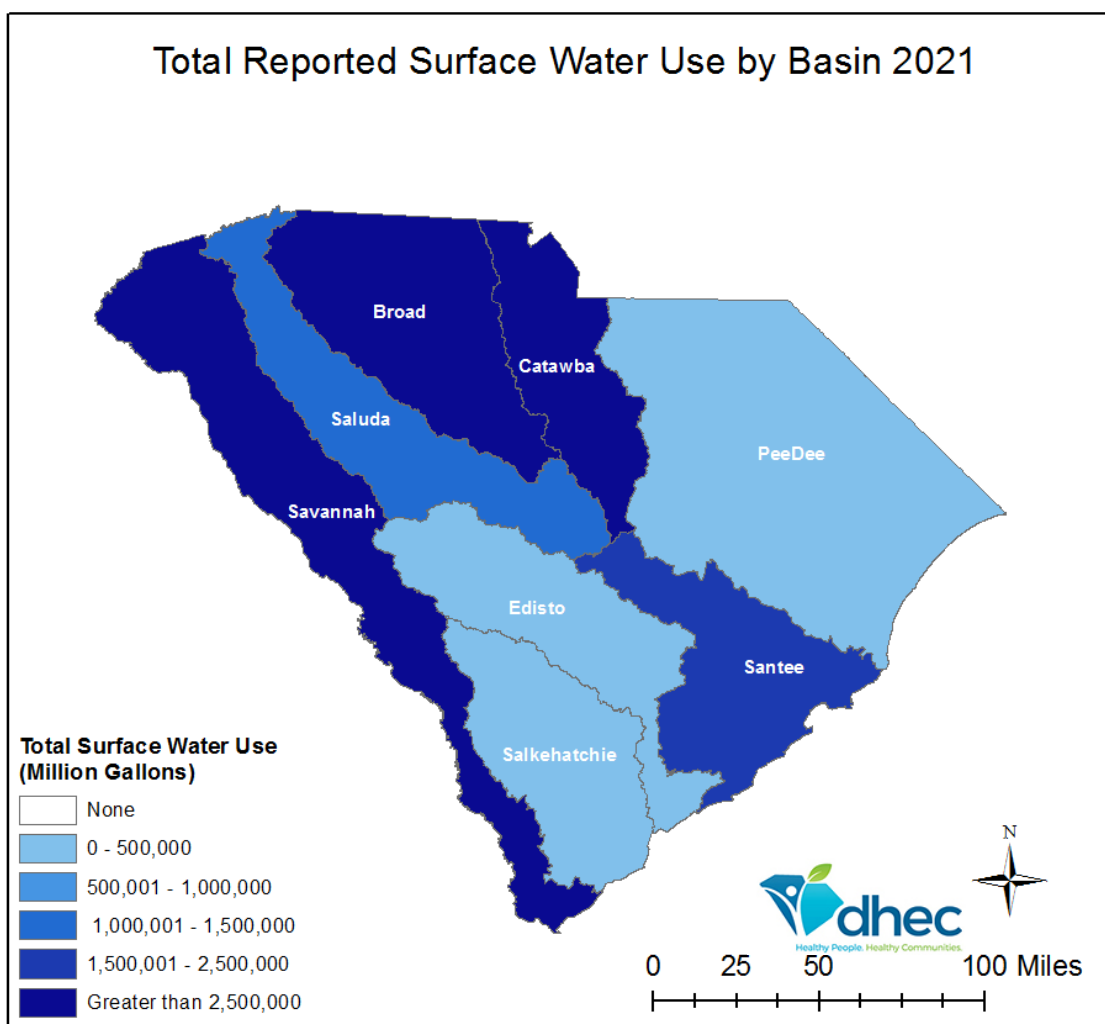 Total Reported Surface Water Use by Basin 2021
Broad
Catawba
Saluda
PeeDee
Savannah
Edisto
Santee
Salkehatchie
Total Surface Water Use
(Million Gallons)
None
0 - 500,000
500,001 - 1,000,000
1,000,001 - 1,500,000
1,500,001 - 2,500,000
Greater than 2,500,000
N
dhec
Healthy People. Healthy Communities.
0 25 50 100 Miles